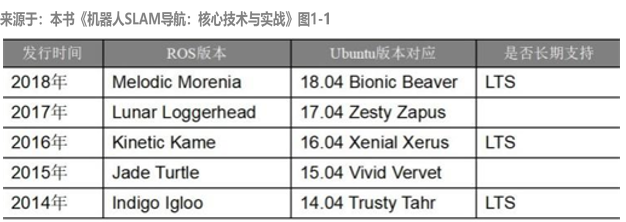 来源于：本书《机器人SLAM导航：核心技术与实战》图1-1
发行时间 ROS版本 Ubuntu版本对应 是否长期支持
2018年 Melodic Morenia 18.04 Bionic Beaver LTS
2017年 Lunar Loggerhead 17.04 Zesty Zapus
2016年 Kinetic Kame 16.04 Xenial Xerus LTS
2015年 Jade Turtle 15.04 Vivid Vervet
2014年 Indigo Igloo 14.04 Trusty Tahr LTS